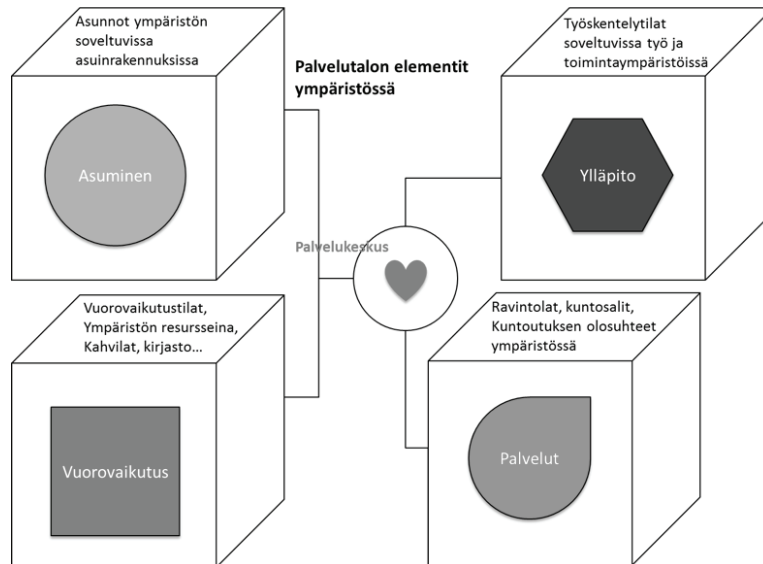 Asunnot ympäristön
soveltuvissa
asuinrakennuksissa
Asuminen
Palvelutalon elementit
ympäristössä
Työskentelytilat
soveltuvissa työ ja
toimintaympäristöissä
Ylläpito
Palvelukeskus
Vuorovaikutustilat,
Ympäristön resursseina,
Kahvilat, kirjasto...
Vuorovaikutus
Ravintolat, kuntosalit,
Kuntoutuksen olosuhteet
ympäristössä
Palvelut